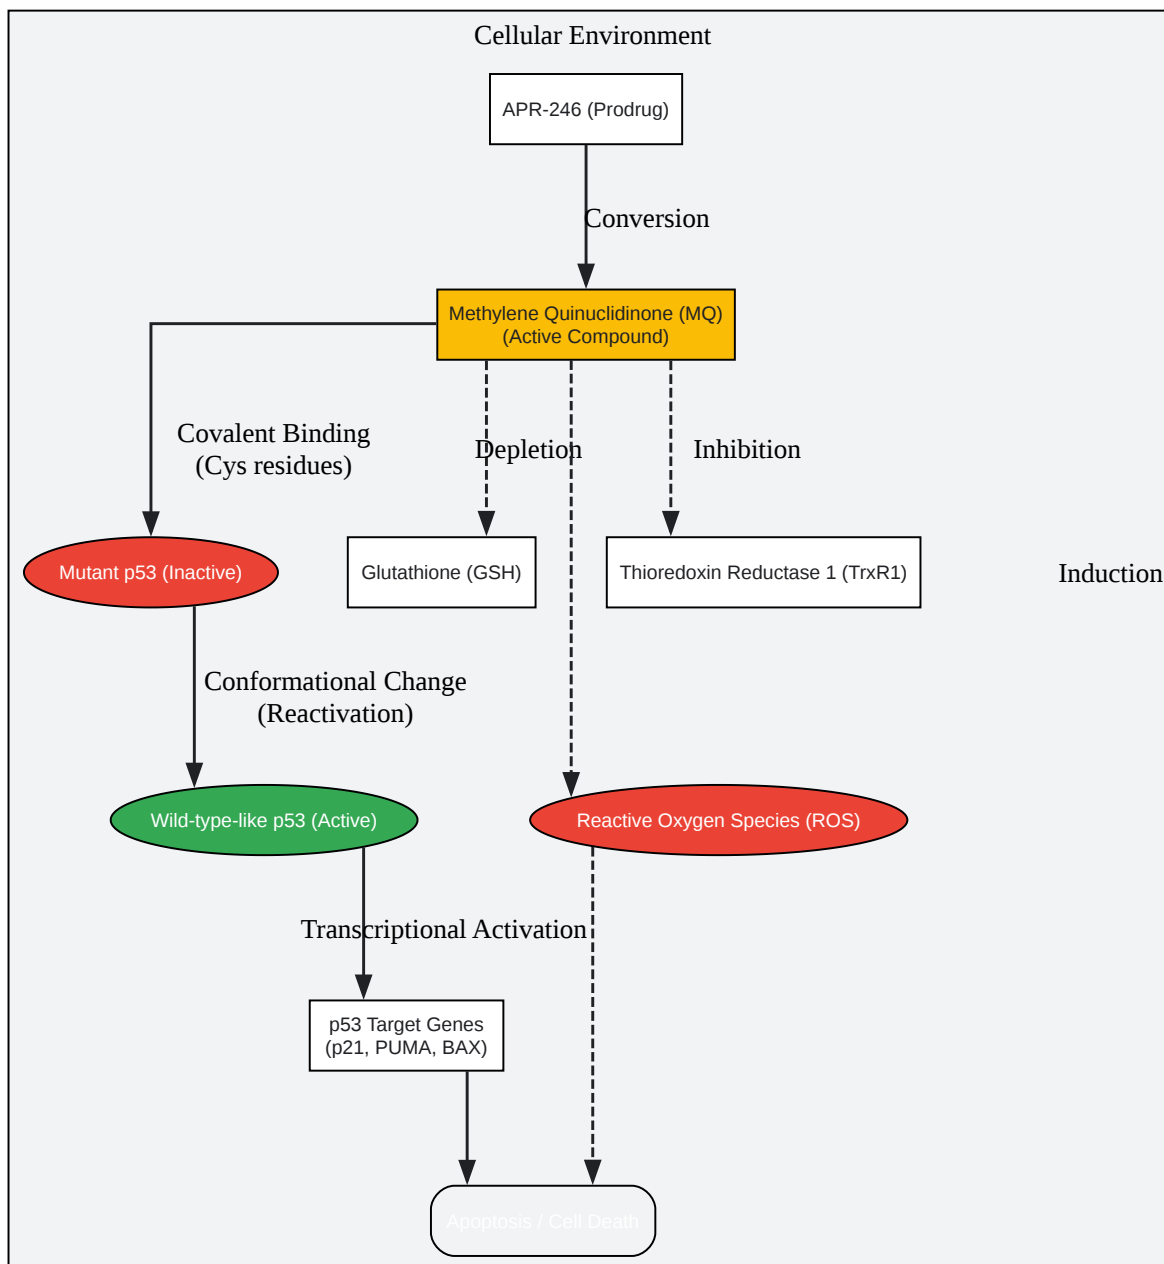 Cellular Environment
APR-246 (Prodrug)
Conversion
Methylene Quinuclidinone (MQ)
(Active Compound)
Covalent Binding
(Cys residues)
Depletion
Inhibition
Mutant p53 (Inactive)
Glutathione (GSH)
Thioredoxin Reductase 1 (TrxR1)
Induction
Conformational Change
(Reactivation)
Wild-type-like p53 (Active)
Reactive Oxygen Species (ROS)
Transcriptional Activation
p53 Target Genes
(p21, PUMA, BAX)
Apoptosis / Cell Death